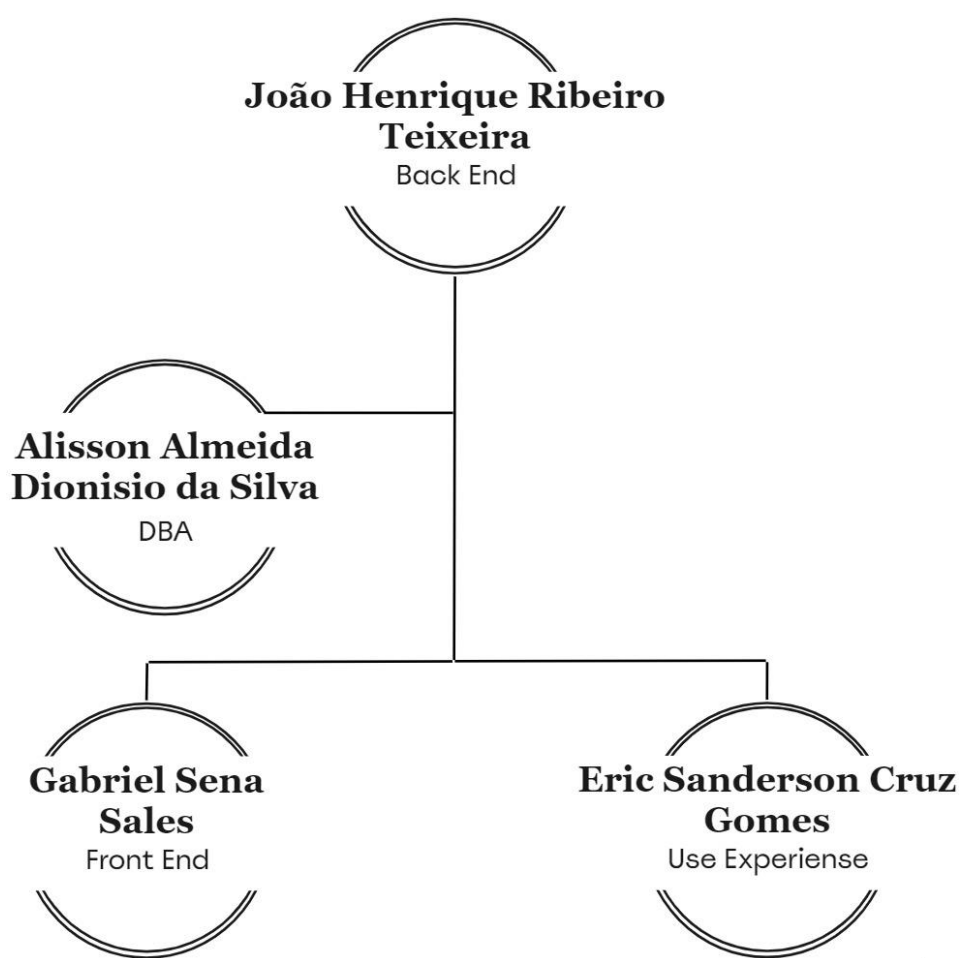 João Henrique Ribeiro
Teixeira
Back End
Alisson Almeida
Dionisio da Silva
DBA
Gabriel Sena
Sales
Front End
Eric Sanderson Cruz
Gomes
Use Experiense